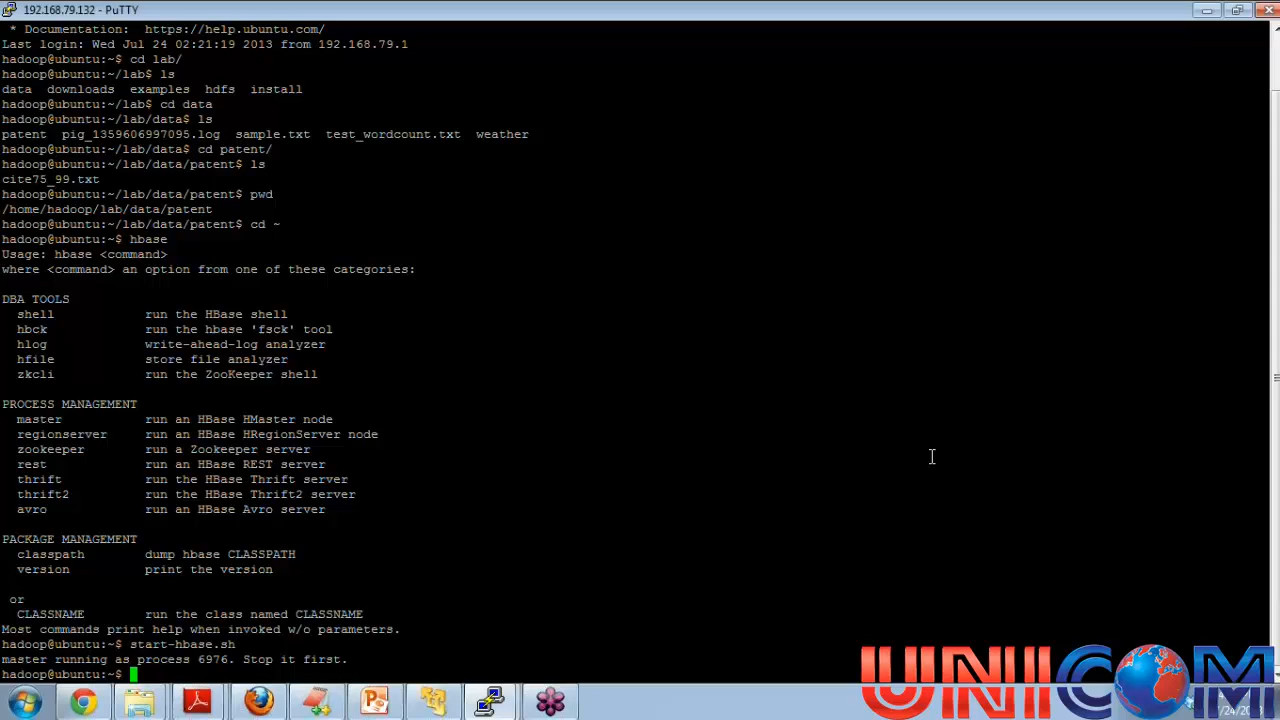 192.168.79.132 - PuTTY
* Documentation:  https://help.ubuntu.com/
Last login: Wed Jul 24 02:21:19 2013 from 192.168.79.1
hadoop@ubuntu:~$ cd lab/
hadoop@ubuntu:~/lab$ ls
data  downloads  examples  hdfs  install
hadoop@ubuntu:~/lab$ cd data
hadoop@ubuntu:~/lab/data$ ls
patent  pig_1359606997095.log  sample.txt  test_wordcount.txt  weather
hadoop@ubuntu:~/lab/data$ cd patent/
hadoop@ubuntu:~/lab/data/patent$ ls
cite75_99.txt
hadoop@ubuntu:~/lab/data/patent$ pwd
/home/hadoop/lab/data/patent
hadoop@ubuntu:~/lab/data/patent$ cd ~
hadoop@ubuntu:~$ hbase
Usage: hbase <command>
where <command> an option from one of these categories:
DBA TOOLS
shell            run the HBase shell
hbck             run the hbase 'fsck' tool
hlog             write-ahead-log analyzer
hfile            store file analyzer
zkcli            run the ZooKeeper shell
PROCESS MANAGEMENT
master           run an HBase HMaster node
regionserver     run an HBase HRegionServer node
zookeeper        run a Zookeeper server
rest             run an HBase REST server
thrift           run the HBase Thrift server
thrift2          run the HBase Thrift2 server
avro             run an HBase Avro server
PACKAGE MANAGEMENT
classpath        dump hbase CLASSPATH
version          print the version
or
CLASSNAME        run the class named CLASSNAME
Most commands print help when invoked w/o parameters.
hadoop@ubuntu:~$ start-hbase.sh
master running as process 6976. Stop it first.
hadoop@ubuntu:~$
UNICOM